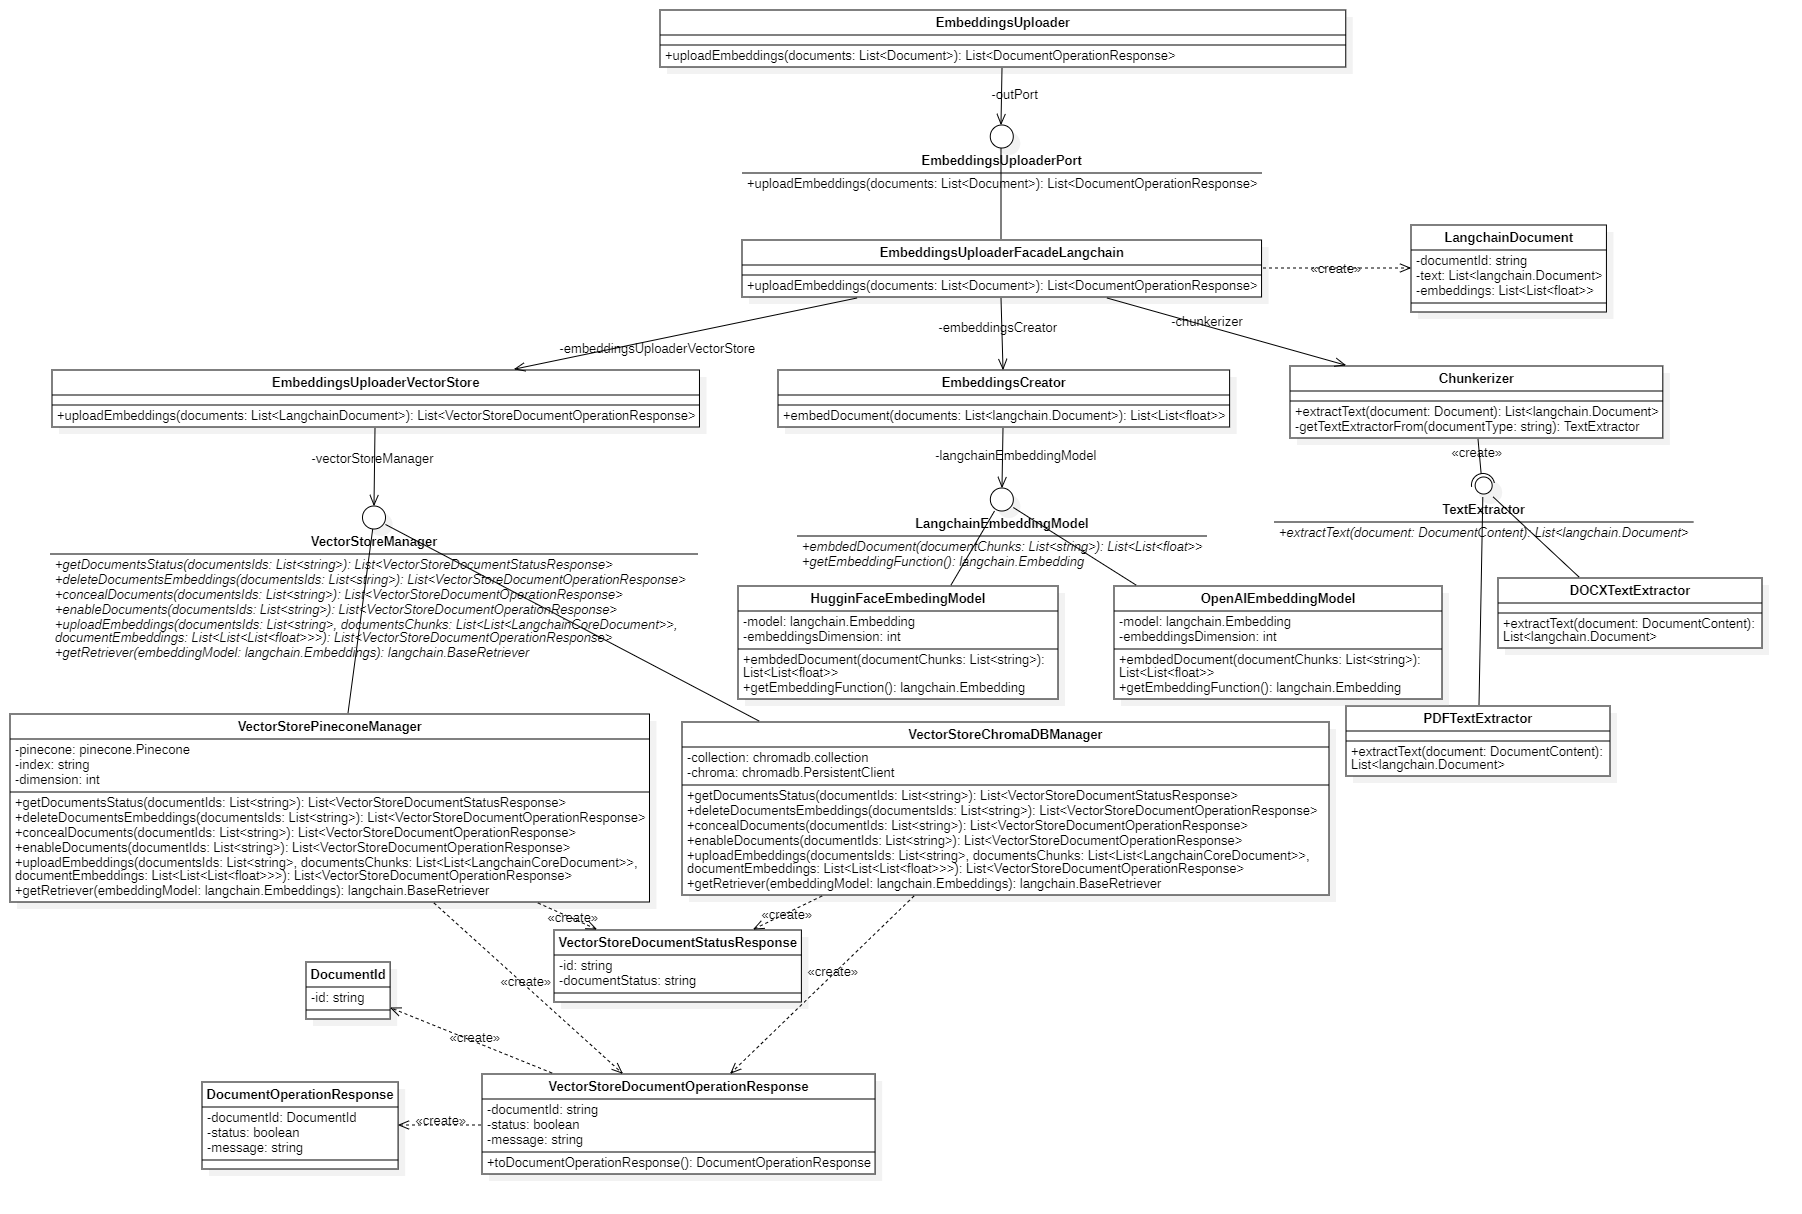 EmbeddingsUploader
+uploadEmbeddings(documents: List<Document>): List<DocumentOperationResponse>
-outPort
EmbeddingsUploaderPort
+uploadEmbeddings(documents: List<Document>): List<DocumentOperationResponse>
EmbeddingsUploaderFacadeLangchain
+uploadEmbeddings(documents: List<Document>): List<DocumentOperationResponse>
«create»
LangchainDocument
-documentId: string
-text: List<langchain.Document>
-embeddings: List<List<float>>
-embeddingsUploaderVectorStore
-embeddingsCreator
-chunkerizer
EmbeddingsUploaderVectorStore
+uploadEmbeddings(documents: List<LangchainDocument>): List<VectorStoreDocumentOperationResponse>
EmbeddingsCreator
+embedDocument(documents: List<langchain.Document>): List<List<float>>
Chunkerizer
+extractText(document: Document): List<langchain.Document>
-getTextExtractorFrom(documentType: string): TextExtractor
-vectorStoreManager
-langchainEmbeddingModel
«create»
VectorStoreManager
+getDocumentsStatus(documentsIds: List<string>): List<VectorStoreDocumentStatusResponse>
+deleteDocumentsEmbeddings(documentsIds: List<string>): List<VectorStoreDocumentOperationResponse>
+concealDocuments(documentsIds: List<string>): List<VectorStoreDocumentOperationResponse>
+enableDocuments(documentsIds: List<string>): List<VectorStoreDocumentOperationResponse>
+uploadEmbeddings(documentsIds: List<string>, documentsChunks: List<List<LangchainCoreDocument>>,
documentEmbeddings: List<List<List<float>>>): List<VectorStoreDocumentOperationResponse>
+getRetriever(embeddingModel: langchain.Embeddings): langchain.BaseRetriever
LangchainEmbeddingModel
+embdedDocument(documentChunks: List<string>): List<List<float>>
+getEmbeddingFunction(): langchain.Embedding
TextExtractor
+extractText(document: DocumentContent): List<langchain.Document>
HugginFaceEmbedingModel
-model: langchain.Embedding
-embeddingsDimension: int
+embdedDocument(documentChunks: List<string>):
List<List<float>>
+getEmbeddingFunction(): langchain.Embedding
OpenAIEmbeddingModel
-model: langchain.Embedding
-embeddingsDimension: int
+embdedDocument(documentChunks: List<string>):
List<List<float>>
+getEmbeddingFunction(): langchain.Embedding
DOCXTextExtractor
+extractText(document: DocumentContent):
List<langchain.Document>
PDFTextExtractor
+extractText(document: DocumentContent):
List<langchain.Document>
VectorStorePineconeManager
-pinecone: pinecone.Pinecone
-index: string
-dimension: int
+getDocumentsStatus(documentIds: List<string>): List<VectorStoreDocumentStatusResponse>
+deleteDocumentsEmbeddings(documentsIds: List<string>): List<VectorStoreDocumentOperationResponse>
+concealDocuments(documentIds: List<string>): List<VectorStoreDocumentOperationResponse>
+enableDocuments(documentIds: List<string>): List<VectorStoreDocumentOperationResponse>
+uploadEmbeddings(documentsIds: List<string>, documentsChunks: List<List<LangchainCoreDocument>>,
documentEmbeddings: List<List<List<float>>>): List<VectorStoreDocumentOperationResponse>
+getRetriever(embeddingModel: langchain.Embeddings): langchain.BaseRetriever
VectorStoreChromaDBManager
-collection: chromadb.collection
-chroma: chromadb.PersistentClient
+getDocumentsStatus(documentIds: List<string>): List<VectorStoreDocumentStatusResponse>
+deleteDocumentsEmbeddings(documentsIds: List<string>): List<VectorStoreDocumentOperationResponse>
+concealDocuments(documentIds: List<string>): List<VectorStoreDocumentOperationResponse>
+enableDocuments(documentIds: List<string>): List<VectorStoreDocumentOperationResponse>
+uploadEmbeddings(documentsIds: List<string>, documentsChunks: List<List<LangchainCoreDocument>>,
documentEmbeddings: List<List<List<float>>>): List<VectorStoreDocumentOperationResponse>
+getRetriever(embeddingModel: langchain.Embeddings): langchain.BaseRetriever
«create»
«create»
VectorStoreDocumentStatusResponse
-id: string
-documentStatus: string
«create»
«create»
DocumentId
-id: string
«create»
VectorStoreDocumentOperationResponse
-documentId: string
-status: boolean
-message: string
+toDocumentOperationResponse(): DocumentOperationResponse
«create»
DocumentOperationResponse
-documentId: DocumentId
-status: boolean
-message: string